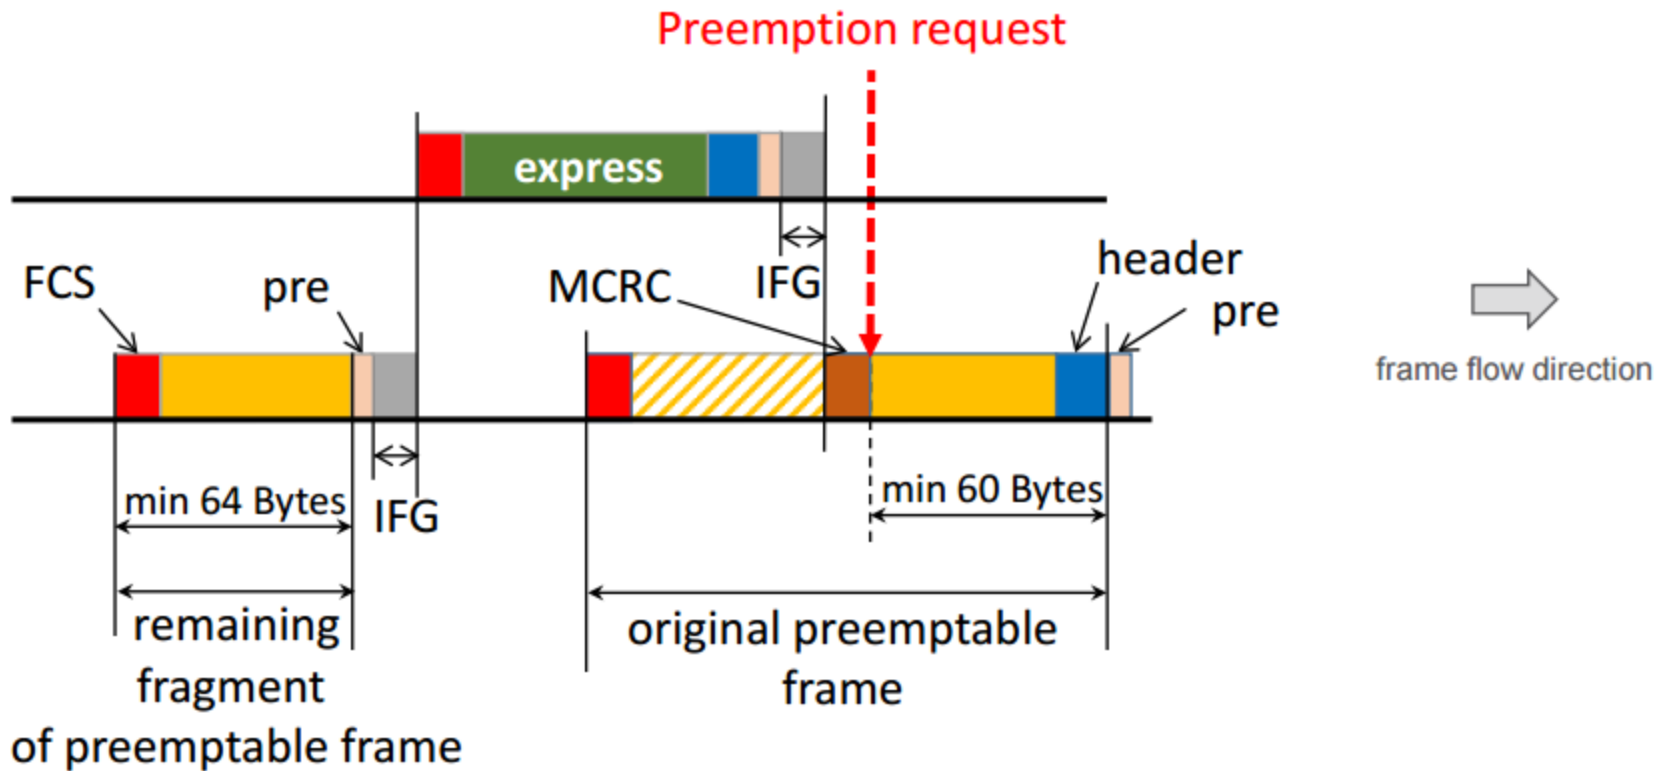 Preemption request
express
FCS
pre
MCRC
IFG
header
pre
frame flow direction
min 64 Bytes
IFG
min 60 Bytes
remaining
fragment
of preemptable frame
original preemptable
frame